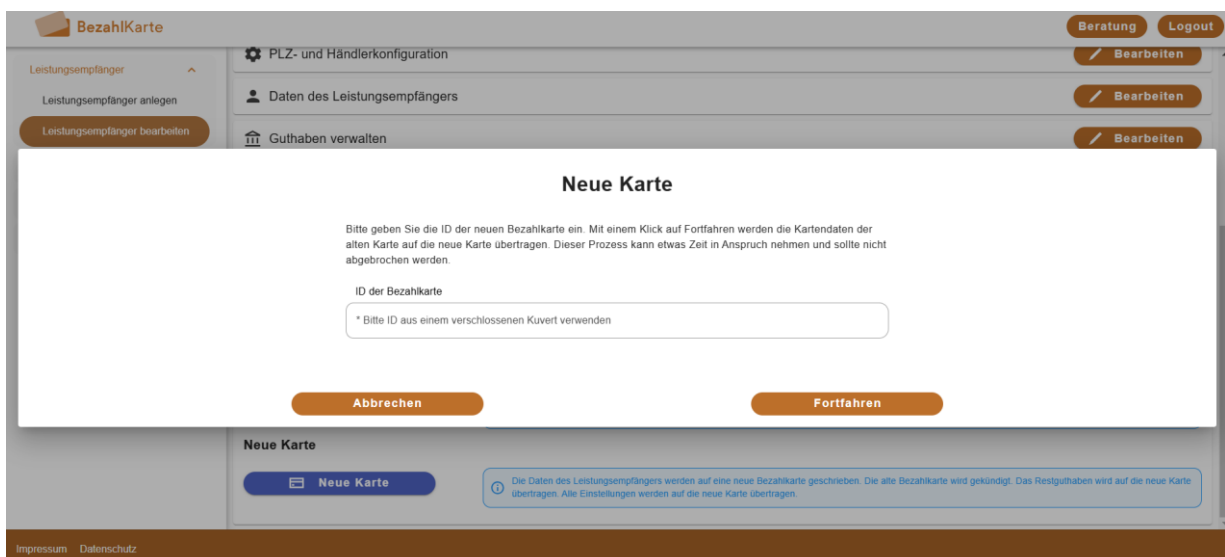 BezahlKarte
Beratung
Logout
Leistungsempfänger
Leistungsempfänger anlegen
Leistungsempfänger bearbeiten
PLZ- und Händlerkonfiguration
Bearbeiten
Daten des Leistungsempfängers
Bearbeiten
Guthaben verwalten
Bearbeiten
Neue Karte
Bitte geben Sie die ID der neuen Bezahlkarte ein. Mit einem Klick auf Fortfahren werden die Kartendaten der
alten Karte auf die neue Karte übertragen. Dieser Prozess kann etwas Zeit in Anspruch nehmen und sollte nicht
abgebrochen werden.
ID der Bezahlkarte
* Bitte ID aus einem verschlossenen Kuvert verwenden
Abbrechen
Fortfahren
Neue Karte
Neue Karte
Die Daten des Leistungsempfängers werden auf eine neue Bezahlkarte geschrieben. Die alte Bezahlkarte wird gekündigt. Das Restguthaben wird auf die neue Karte
übertragen. Alle Einstellungen werden auf die neue Karte übertragen.
Impressum
Datenschutz